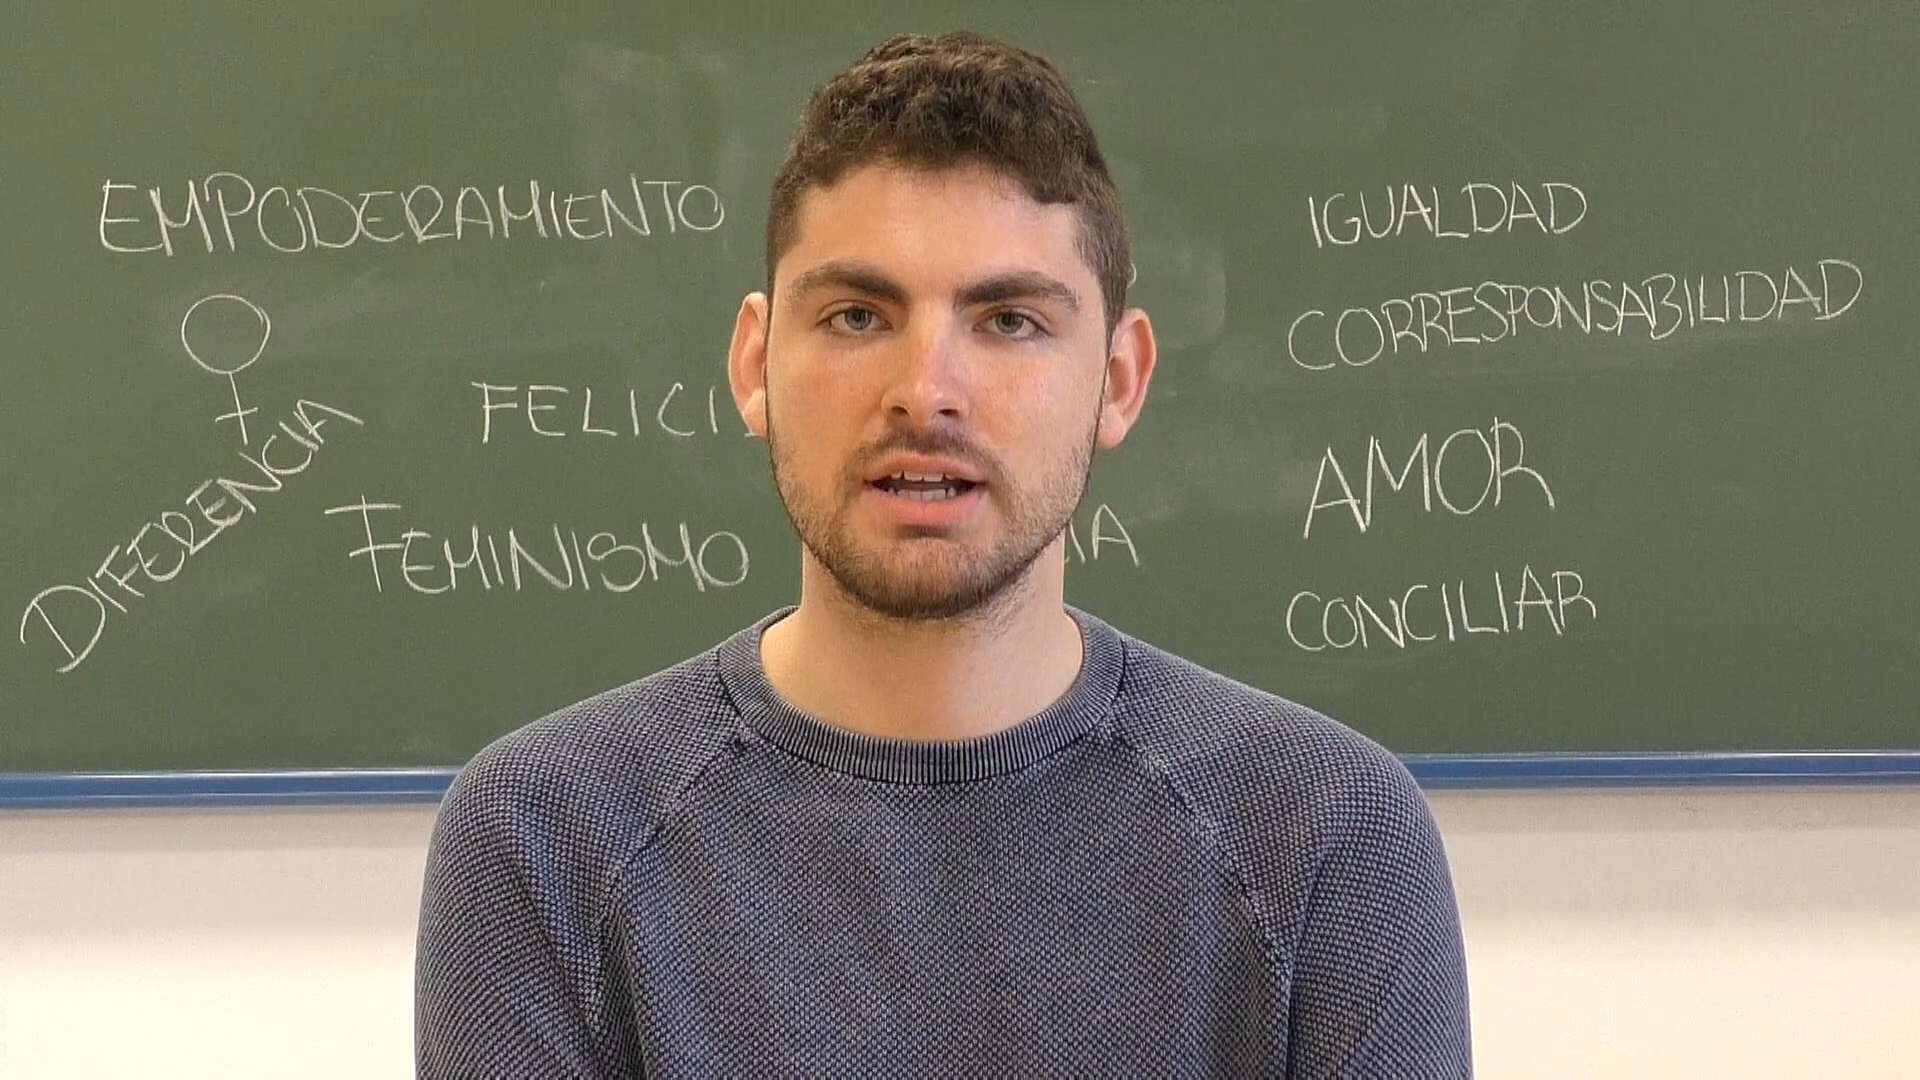 EMPODERAMIENTO
DIFERENCIA
FEMINISMO
IGUALDAD
CORRESPONSABILIDAD
AMOR
CONCILIAR